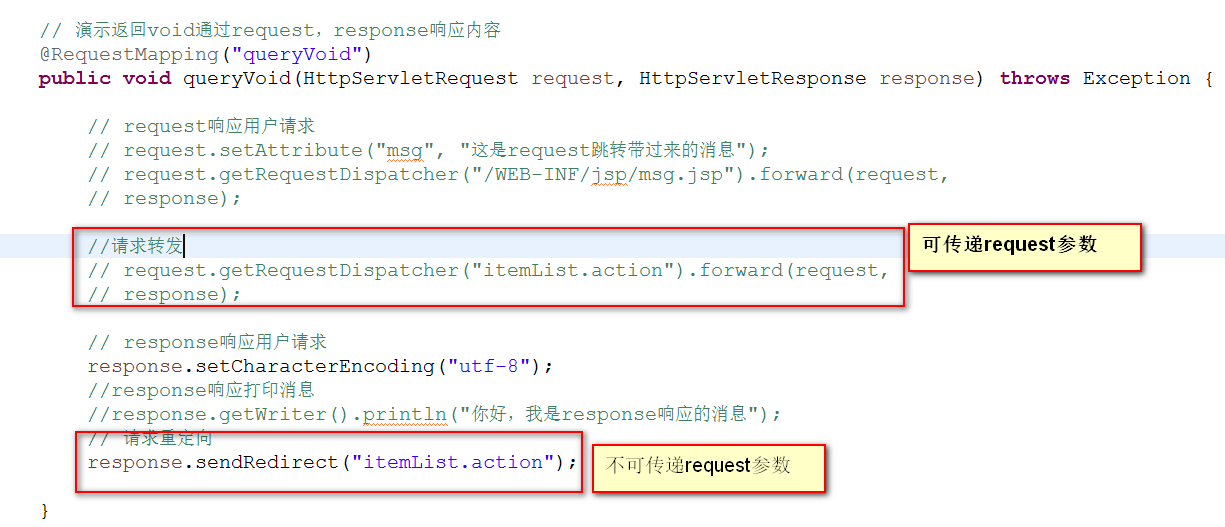 // 演示返回void通过request，response响应内容
@RequestMapping("queryVoid")
public void queryVoid(HttpServletRequest request, HttpServletResponse response) throws Exception {
// request响应用户请求
// request.setAttribute("msg", "这是request跳转带过来的消息");
// request.getRequestDispatcher("/WEB-INF/jsp/msg.jsp").forward(request,
// response);
//请求转发
可传递request参数
// request.getRequestDispatcher("itemList.action").forward(request,
// response);
// response响应用户请求
response.setCharacterEncoding("utf-8");
//response响应打印消息
//response.getWriter().println("你好，我是response响应的消息");
// 请求重定向
response.sendRedirect("itemList.action");
不可传递request参数
}